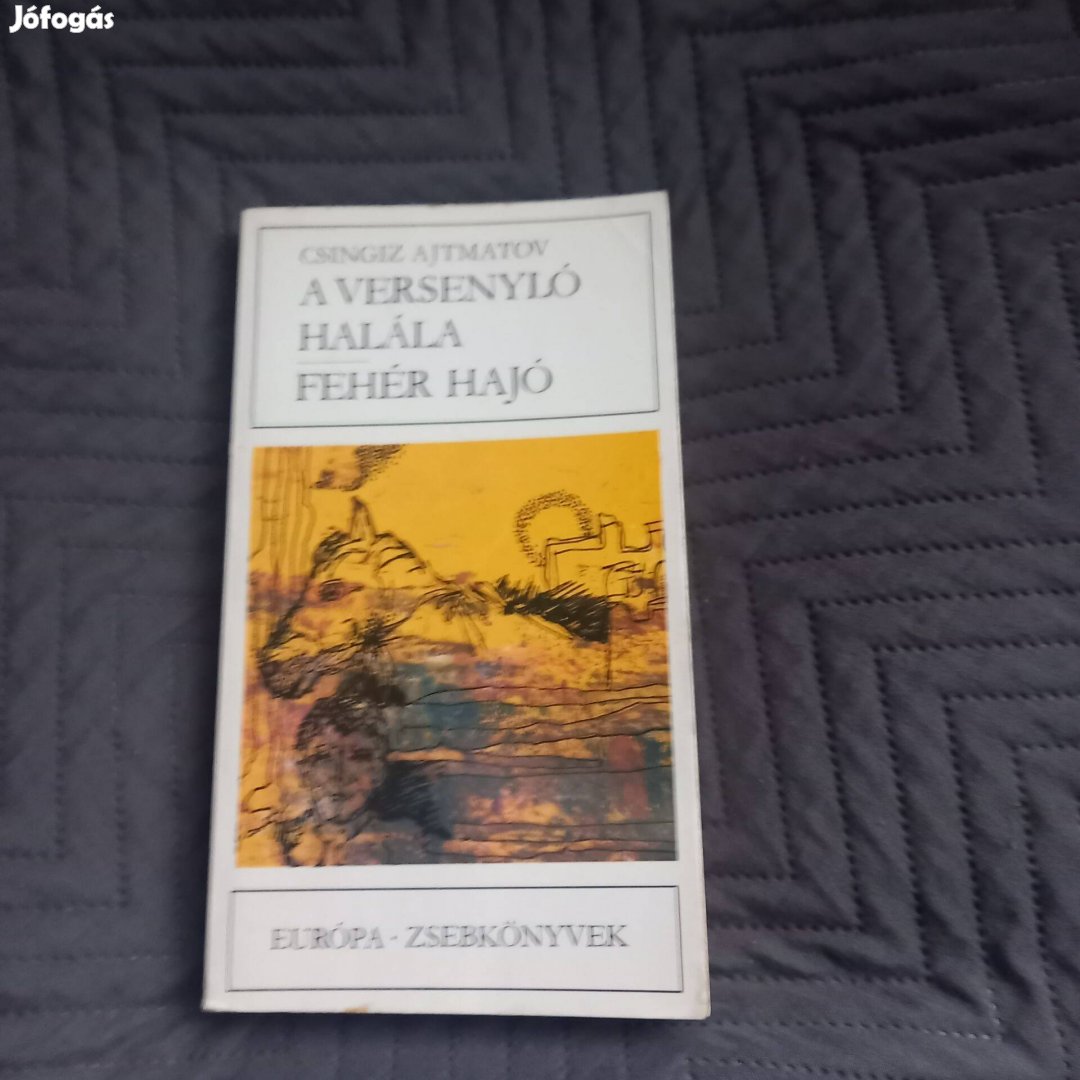 Jófogás
CSINGIZ AJTMATOV
A VERSENYLÓ
HALÁLA
FEHÉR HAJÓ
EURÓPA - ZSEBKÖNYVEK